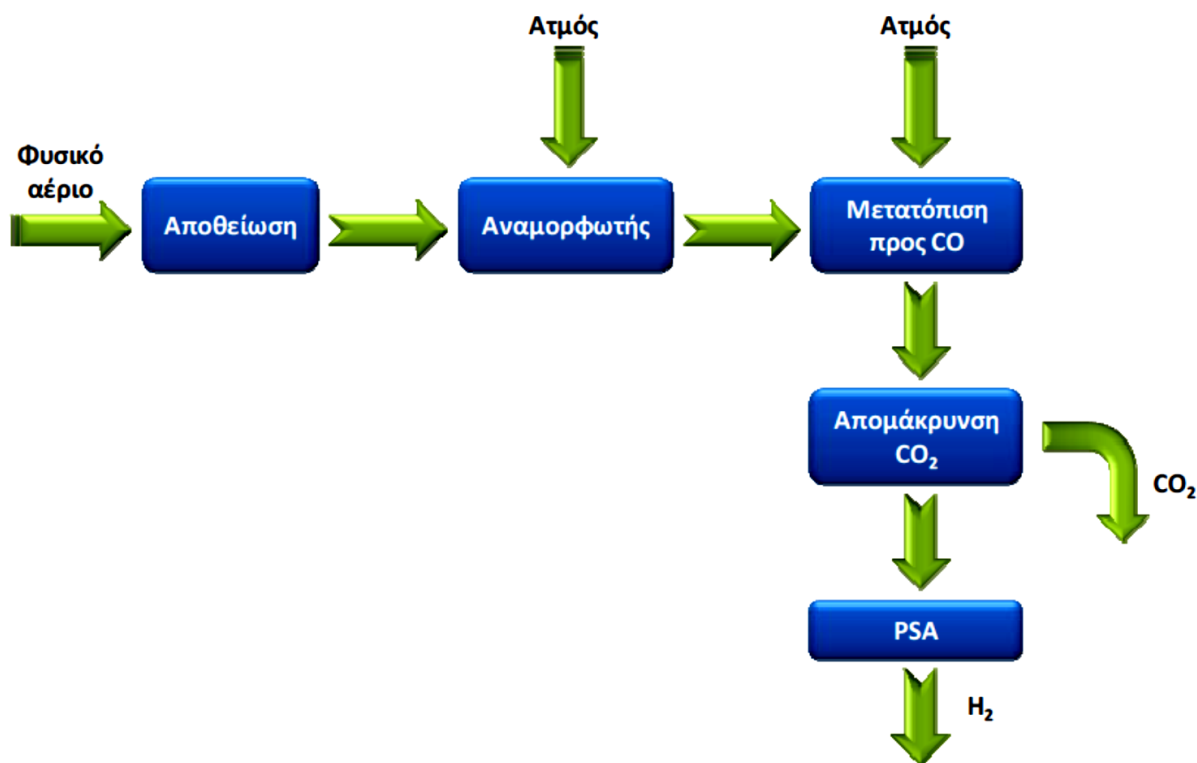 Ατμός
Ατμός
Φυσικό
αέριο
Αποθείωση
Αναμορφωτής
Μετατόπιση
προς CO
Απομάκρυνση
CO₂
CO₂
PSA
H₂